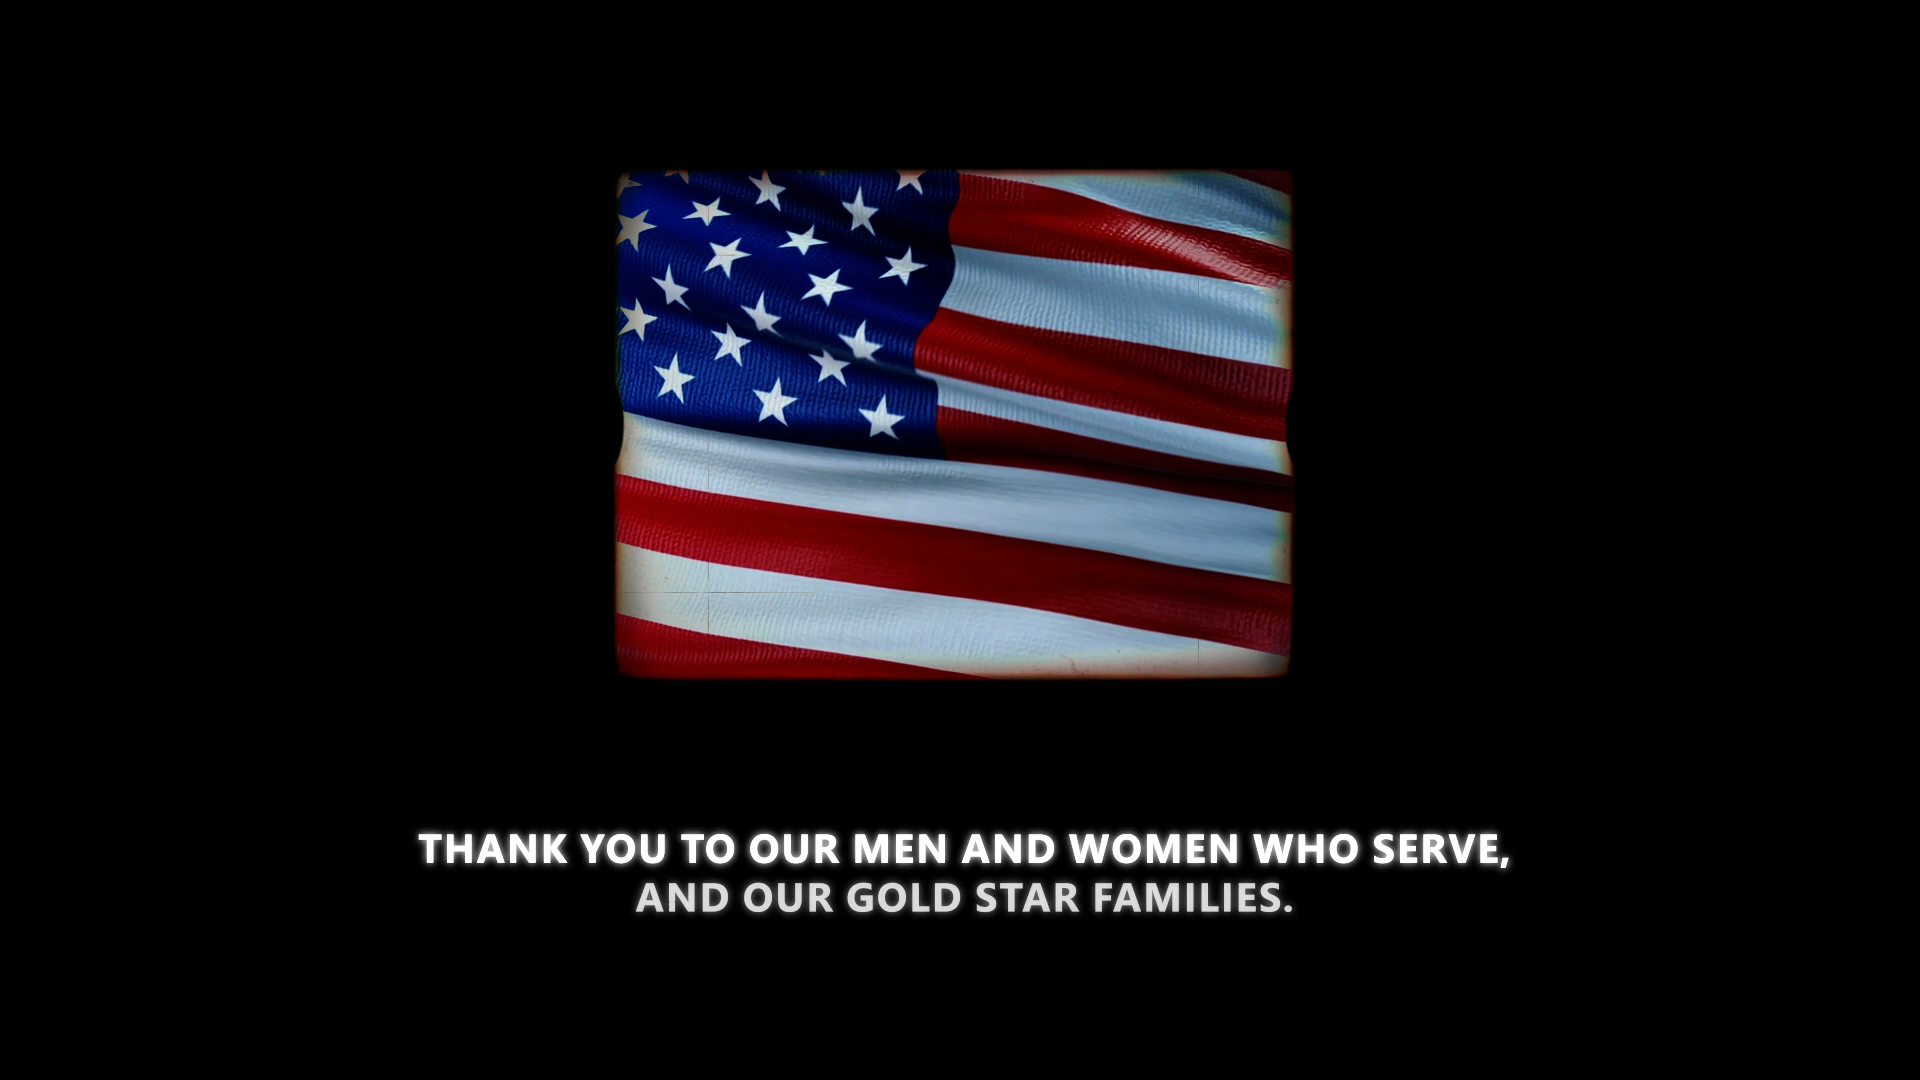 THANK YOU TO OUR MEN AND WOMEN WHO SERVE,
AND OUR GOLD STAR FAMILIES.